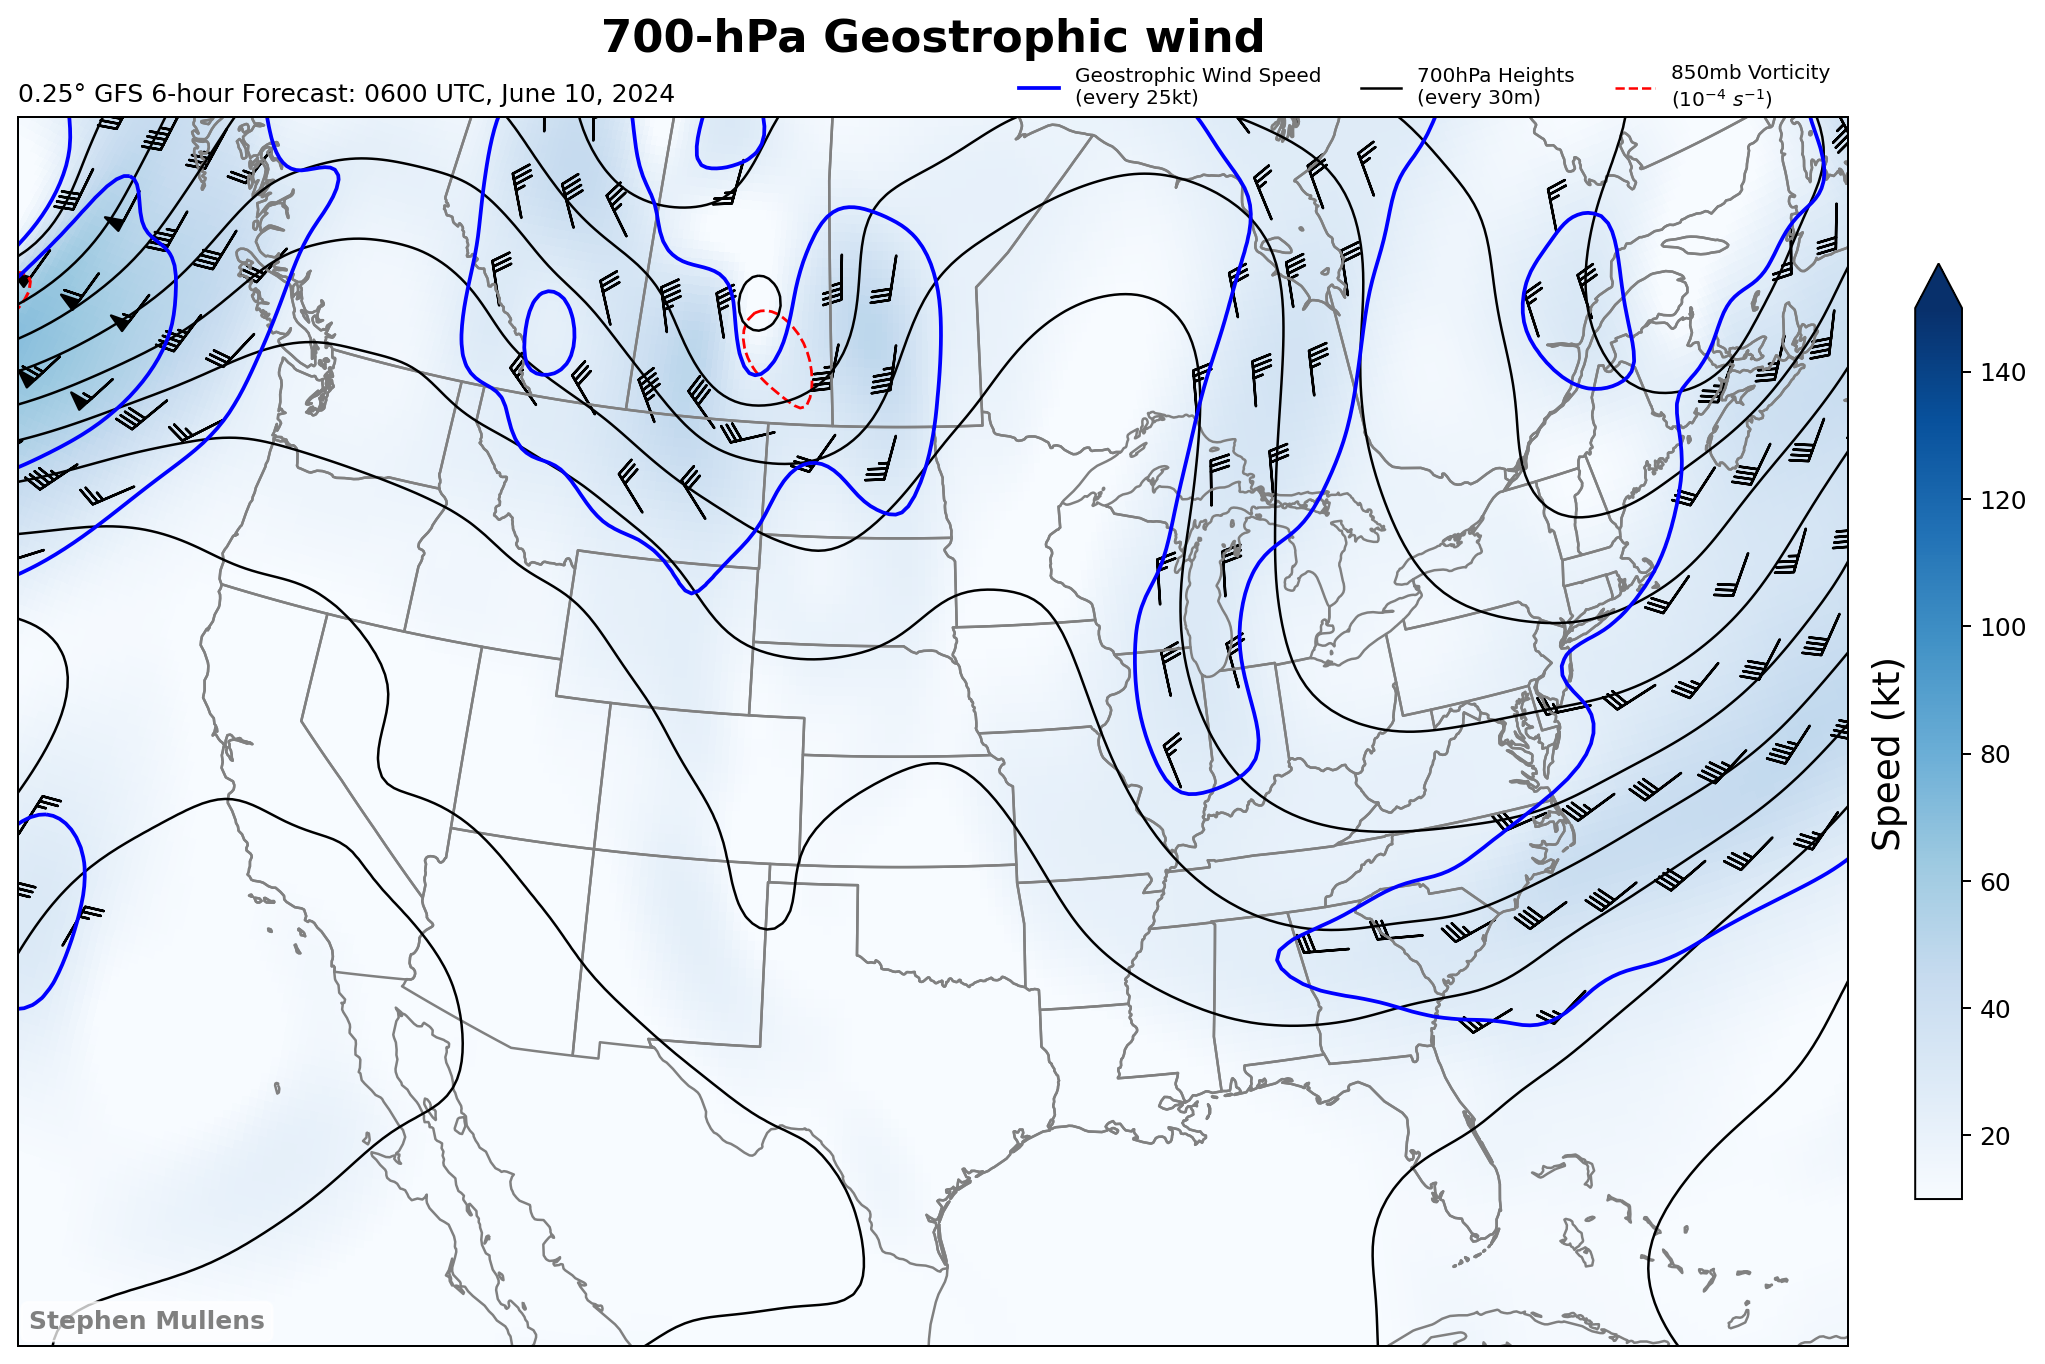 700-hPa Geostrophic wind
0.25° GFS 6-hour Forecast: 0600 UTC, June 10, 2024
Geostrophic Wind Speed
(every 25kt)
700hPa Heights
(every 30m)
850mb Vorticity
(10⁻⁴ s⁻¹)
140
120
100
80
60
40
20
Speed (kt)
Stephen Mullens